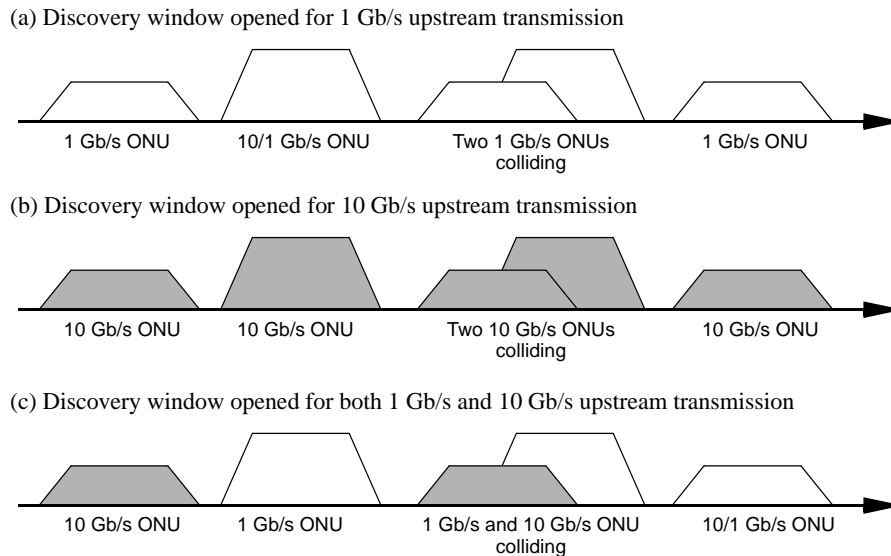 (a) Discovery window opened for 1 Gb/s upstream transmission
1 Gb/s ONU
10/1 Gb/s ONU
Two 1 Gb/s ONUs
colliding
1 Gb/s ONU
(b) Discovery window opened for 10 Gb/s upstream transmission
10 Gb/s ONU
10 Gb/s ONU
Two 10 Gb/s ONUs
colliding
10 Gb/s ONU
(c) Discovery window opened for both 1 Gb/s and 10 Gb/s upstream transmission
10 Gb/s ONU
1 Gb/s ONU
1 Gb/s and 10 Gb/s ONU
colliding
10/1 Gb/s ONU